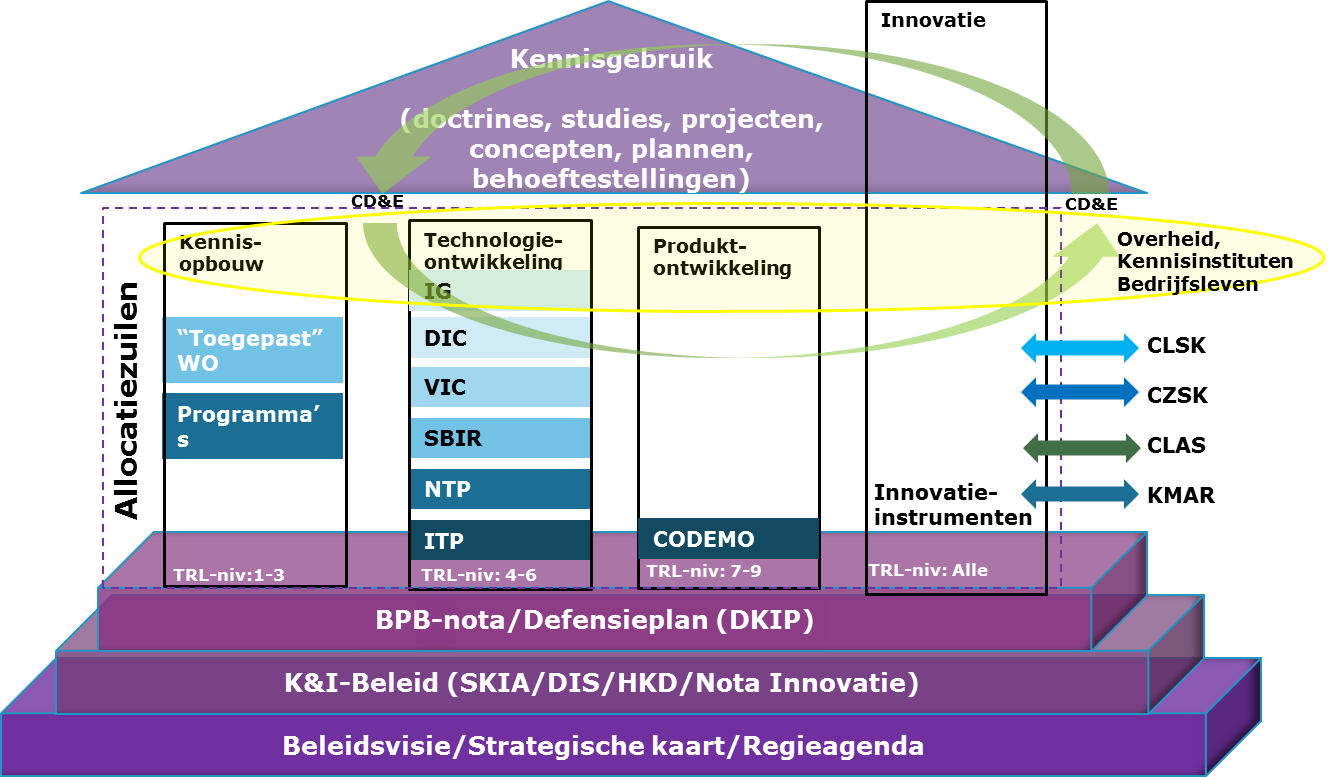 Innovatie
Kennisgebruik
(doctrines, studies, projecten,
concepten, plannen,
behoeftestellingen)
CD&E
CD&E
Allocatiezuilen
Kennis-
opbouw
“Toegepast”
WO
Programma’
s
TRL-niv:1-3
Technologie-
ontwikkeling
IG
DIC
VIC
SBIR
NTP
ITP
TRL-niv: 4-6
Produkt-
ontwikkeling
CODEMO
TRL-niv: 7-9
Innovatie-
instrumenten
TRL-niv: Alle
Overheid,
Kennisinstituten
Bedrijfsleven
CLSK
CZSK
CLAS
KMAR
BPB-nota/Defensieplan (DKIP)
K&I-Beleid (SKIA/DIS/HKD/Nota Innovatie)
Beleidsvisie/Strategische kaart/Regieagenda